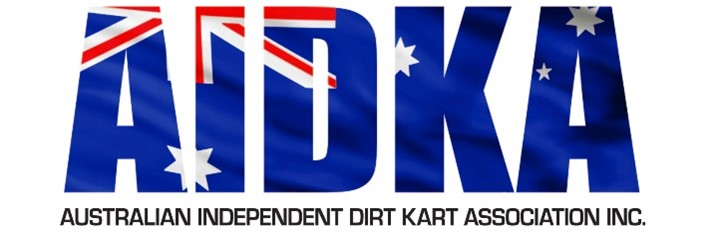 AIDKA
AUSTRALIAN INDEPENDENT DIRT KART ASSOCIATION INC.